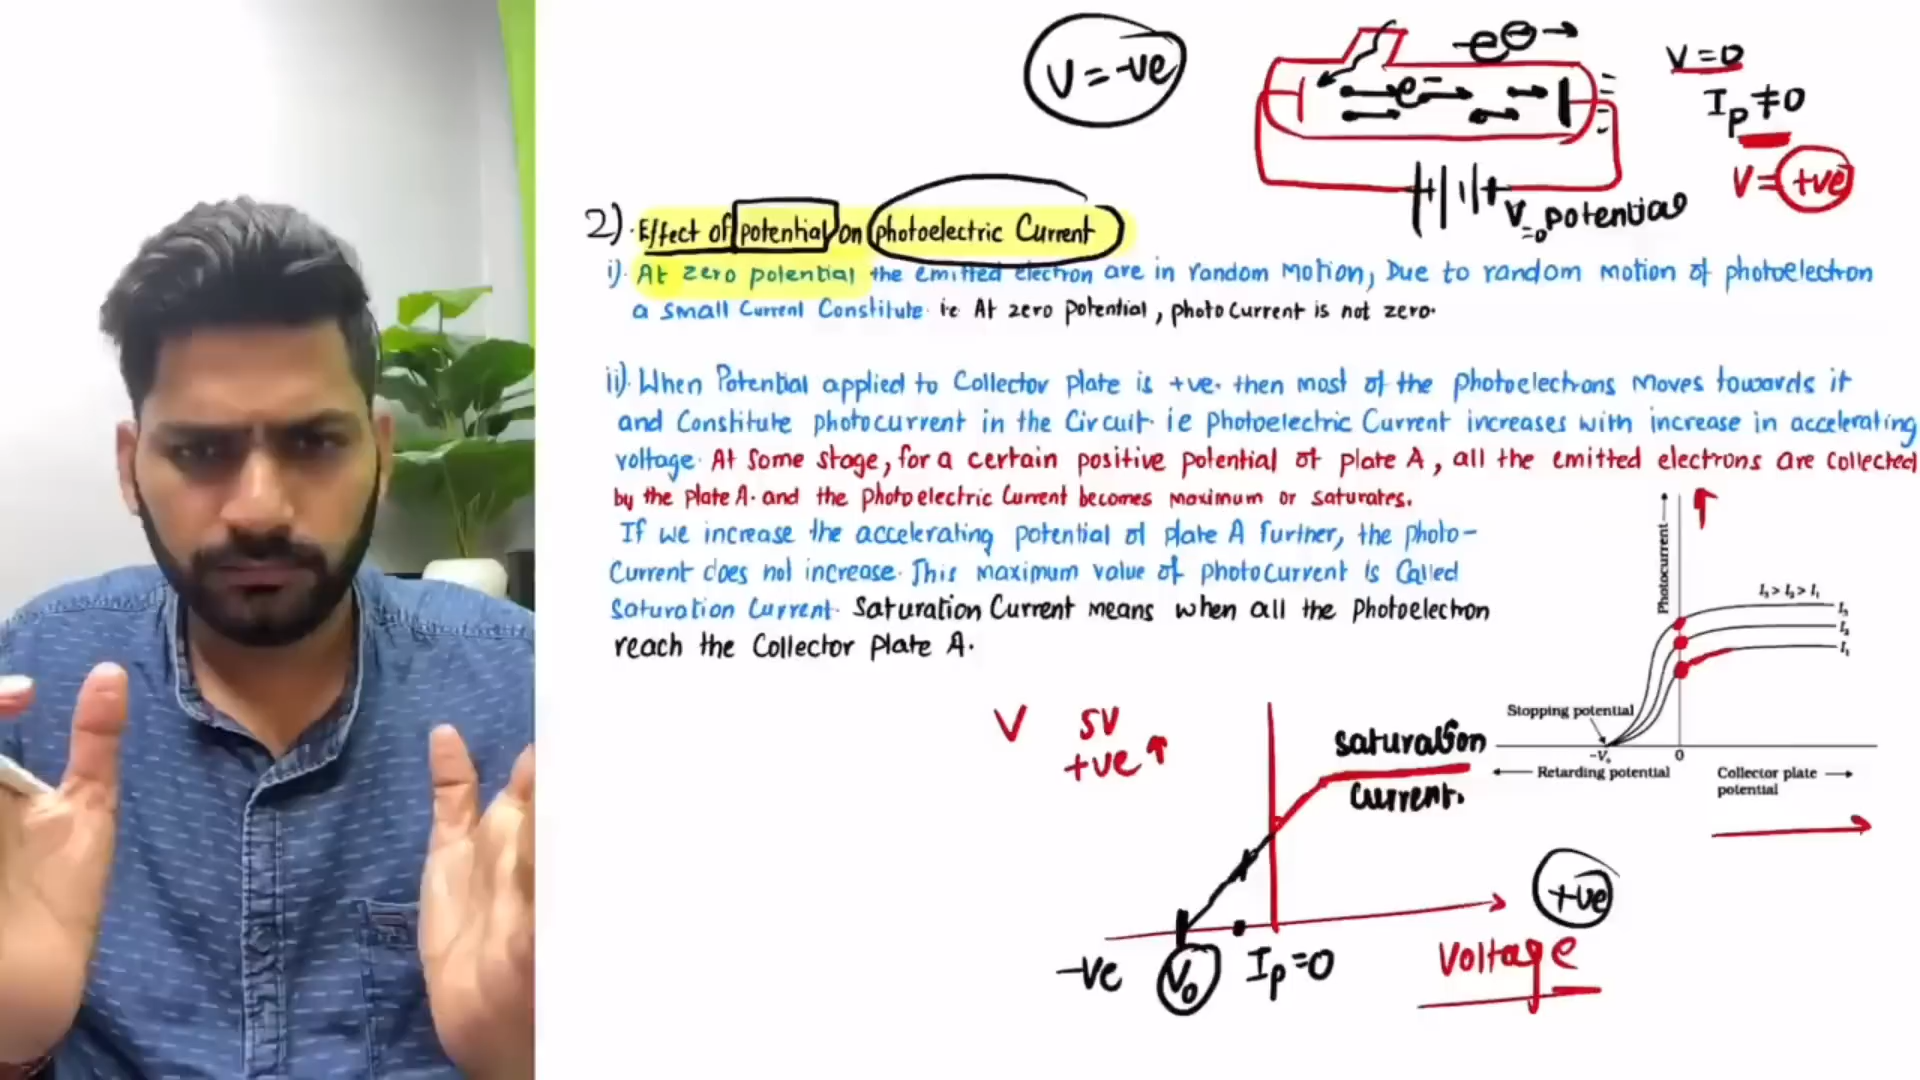 V = -ve
-e⊖→
e⁻
V=0
Ip ≠ 0
V = +ve
V=0 potential
2). Effect of potential on photoelectric Current
i). At zero potential the emitted electron are in random motion, Due to random motion of photoelectron
a small Current Constitute. i.e At zero potential, photo Current is not zero.
ii). When Potential applied to Collector plate is +ve. then most of the photoelectrons Moves towards it
and Constitute photocurrent in the Circuit. ie Photoelectric Current increases with increase in accelerating
voltage. At Some stage, for a certain positive potential of plate A, all the emitted electrons are collected
by the plate A. and the photoelectric Current becomes maximum or saturates.
If we increase the accelerating potential of plate A further, the photo-
Current does not increase. This maximum value of photocurrent is Called
Saturation Current. Saturation Current means when all the Photoelectron
reach the Collector plate A.
Photocurrent →
I₃ > I₂ > I₁
I₃
I₂
I₁
Stopping potential
-V₀
0
← Retarding potential
Collector plate →
potential
V
5V
+ve ↑
Saturation
Current.
+ve
-ve
V₀
Ip=0
Voltage